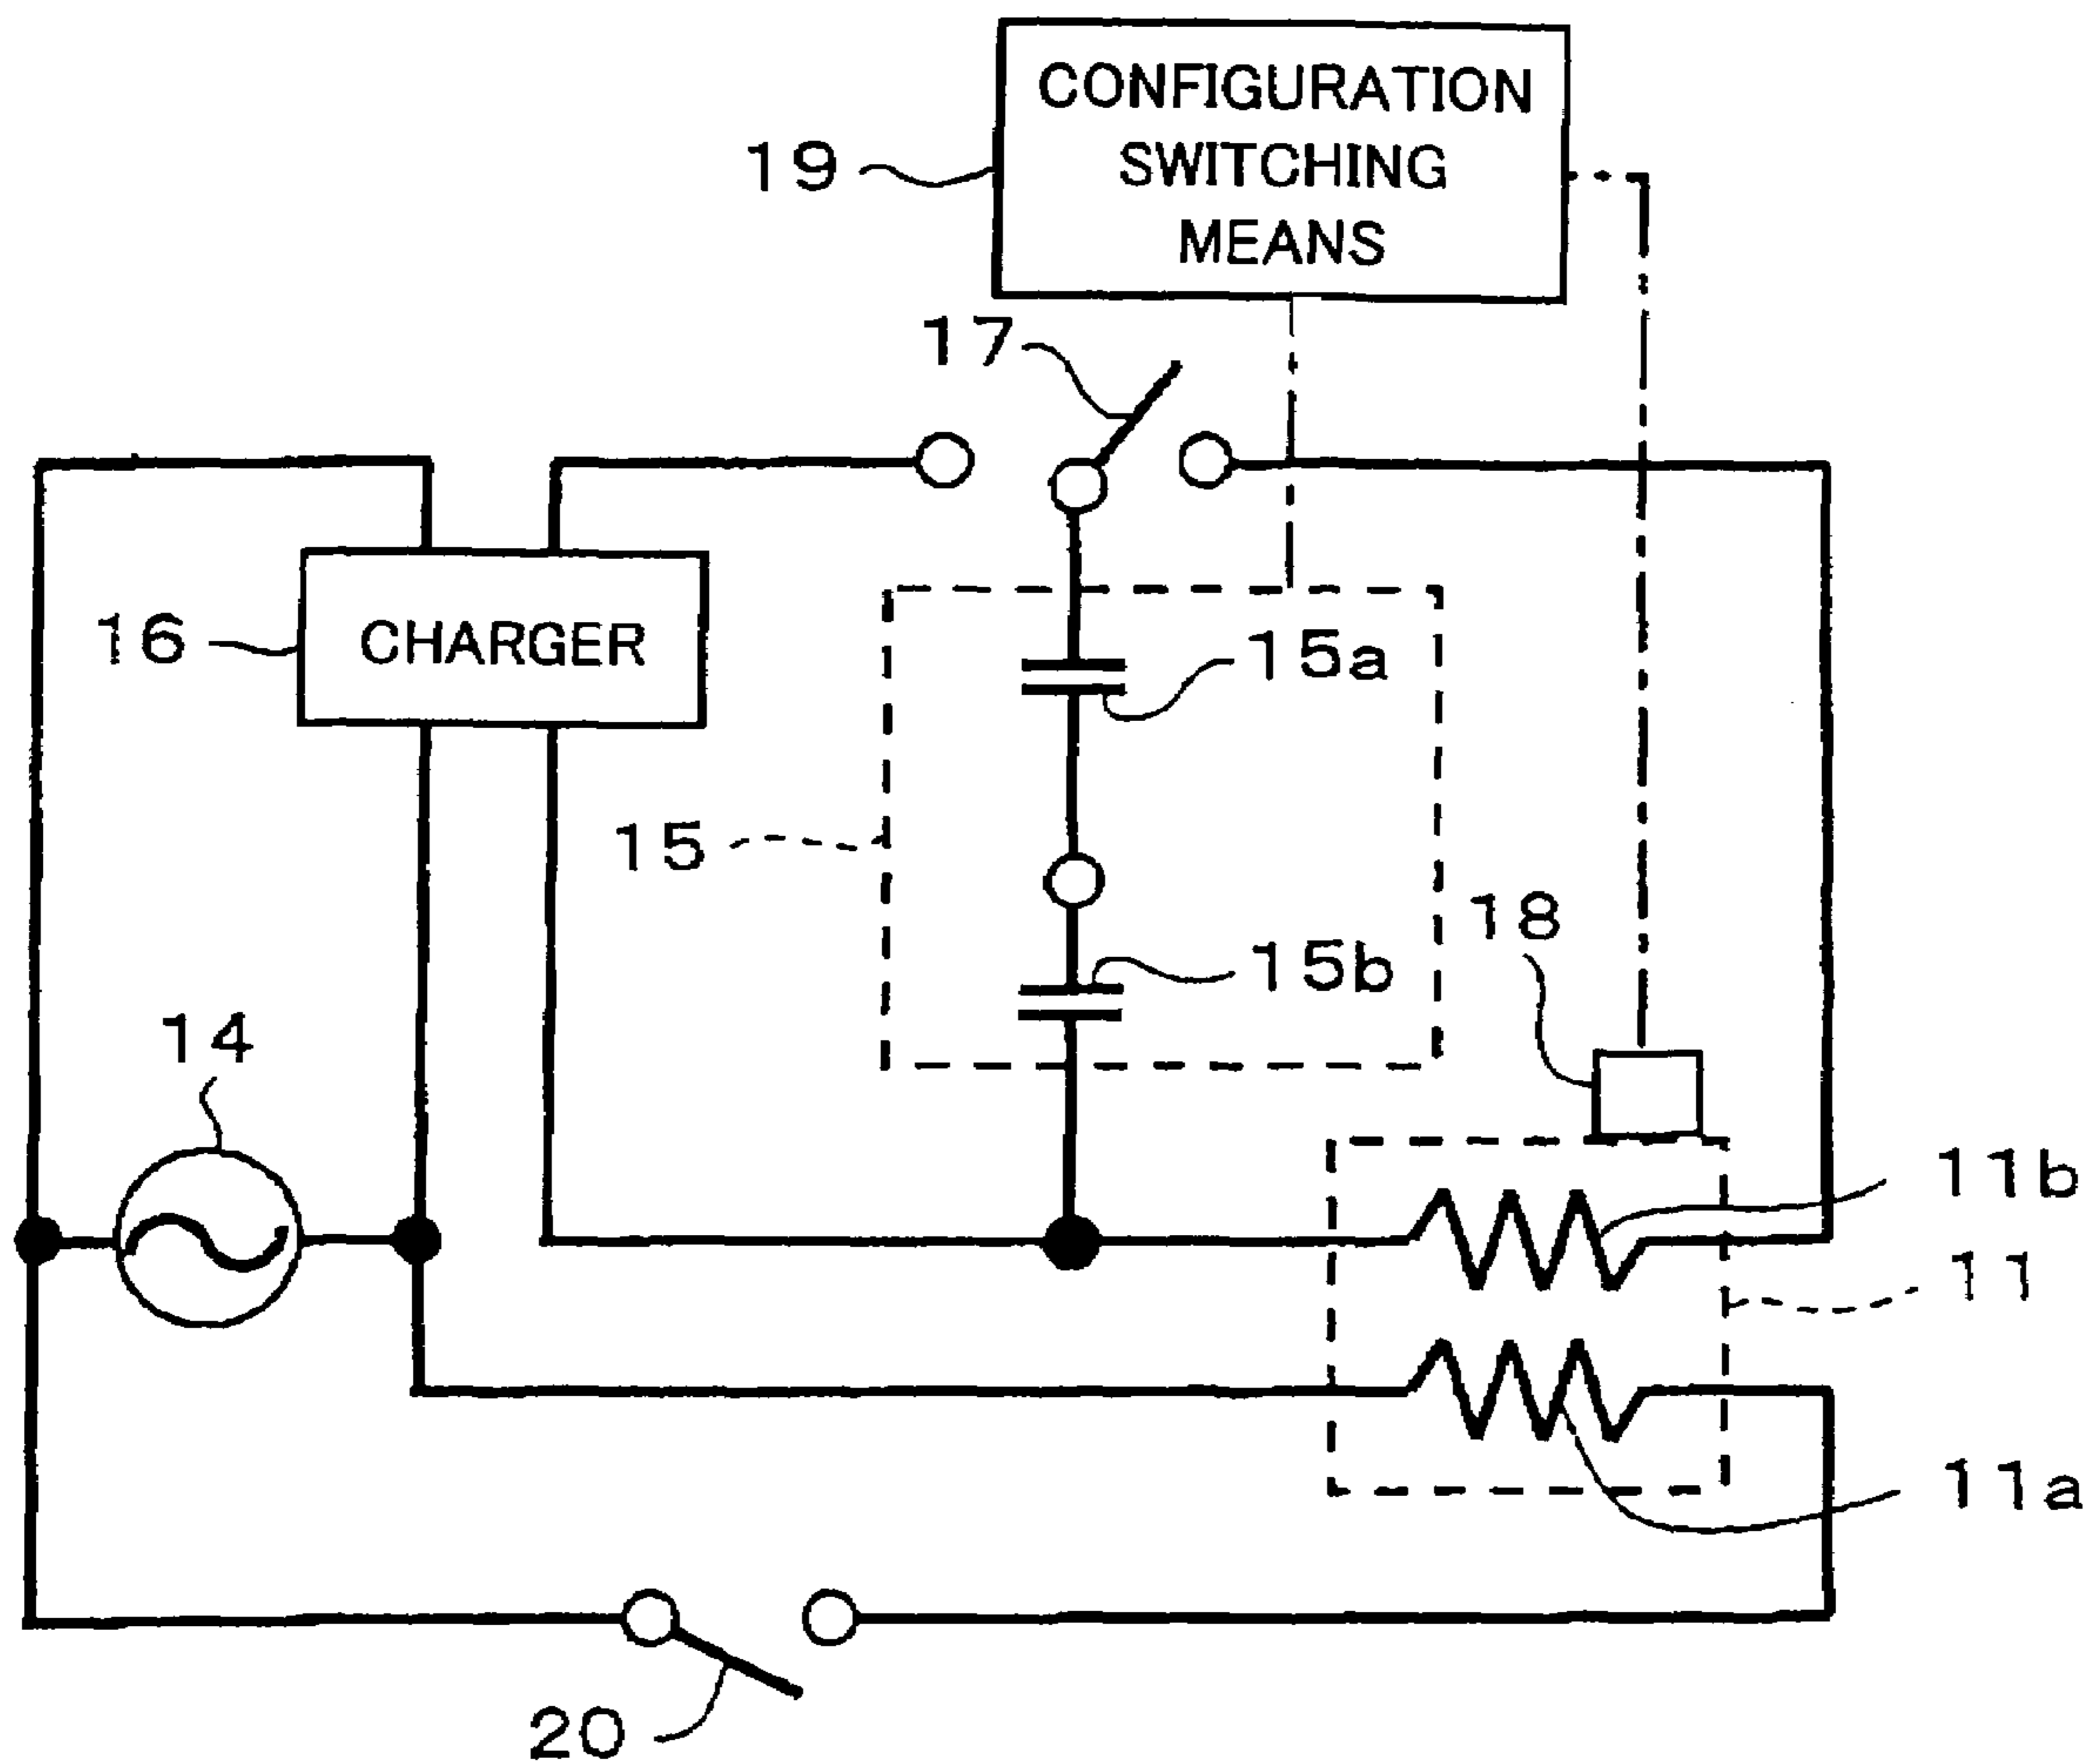 CONFIGURATION
SWITCHING
MEANS
19
17
16
CHARGER
15a
15
18
15b
14
11b
11
11a
20